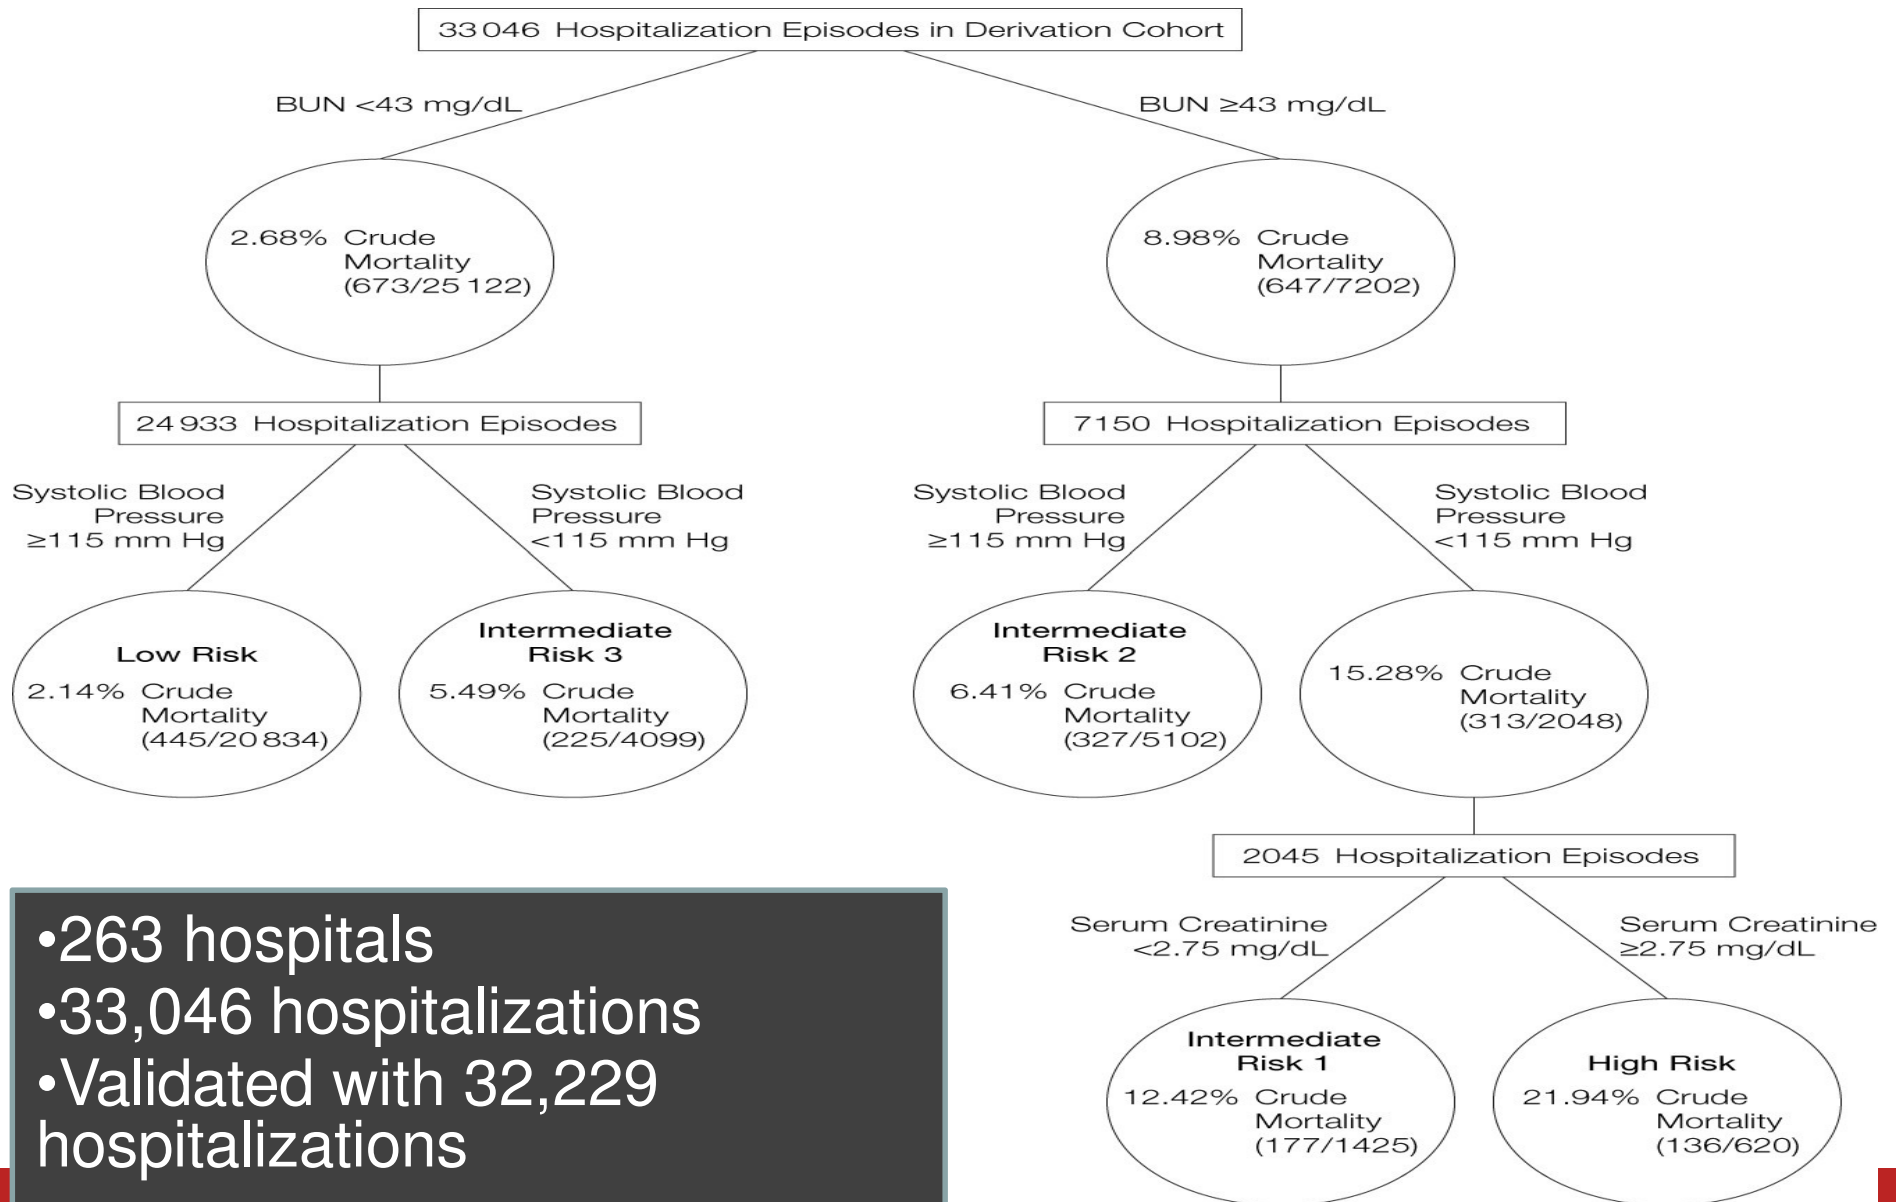 33 046 Hospitalization Episodes in Derivation Cohort
BUN <43 mg/dL
BUN ≥43 mg/dL
2.68% Crude
Mortality
(673/25 122)
8.98% Crude
Mortality
(647/7202)
24 933 Hospitalization Episodes
7150 Hospitalization Episodes
Systolic Blood
Pressure
≥115 mm Hg
Systolic Blood
Pressure
<115 mm Hg
Systolic Blood
Pressure
≥115 mm Hg
Systolic Blood
Pressure
<115 mm Hg
Low Risk
2.14% Crude
Mortality
(445/20 834)
Intermediate
Risk 3
5.49% Crude
Mortality
(225/4099)
Intermediate
Risk 2
6.41% Crude
Mortality
(327/5102)
15.28% Crude
Mortality
(313/2048)
2045 Hospitalization Episodes
Serum Creatinine
<2.75 mg/dL
Serum Creatinine
≥2.75 mg/dL
Intermediate
Risk 1
12.42% Crude
Mortality
(177/1425)
High Risk
21.94% Crude
Mortality
(136/620)
•263 hospitals
•33,046 hospitalizations
•Validated with 32,229
hospitalizations